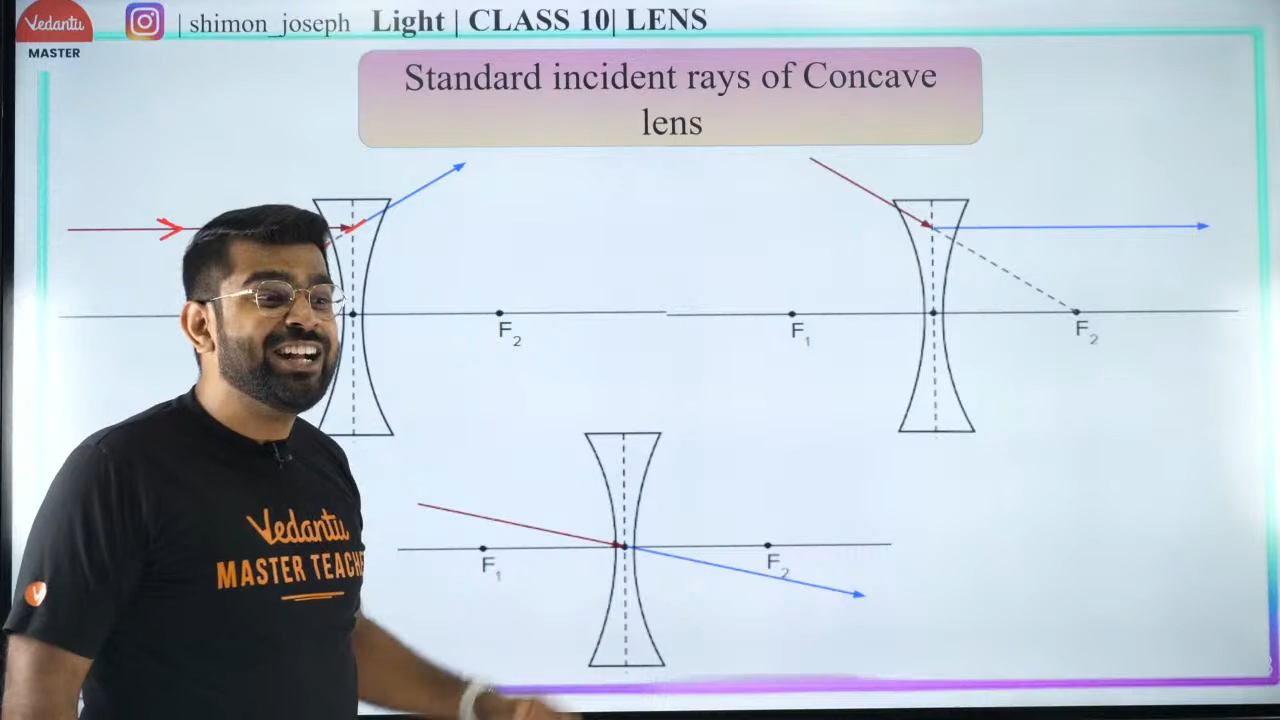 Vedantu
MASTER
| shimon_joseph
Light | CLASS 10| LENS
Standard incident rays of Concave
lens
F2
F1
F2
F1
F2
Vedantu
MASTER TEACHE